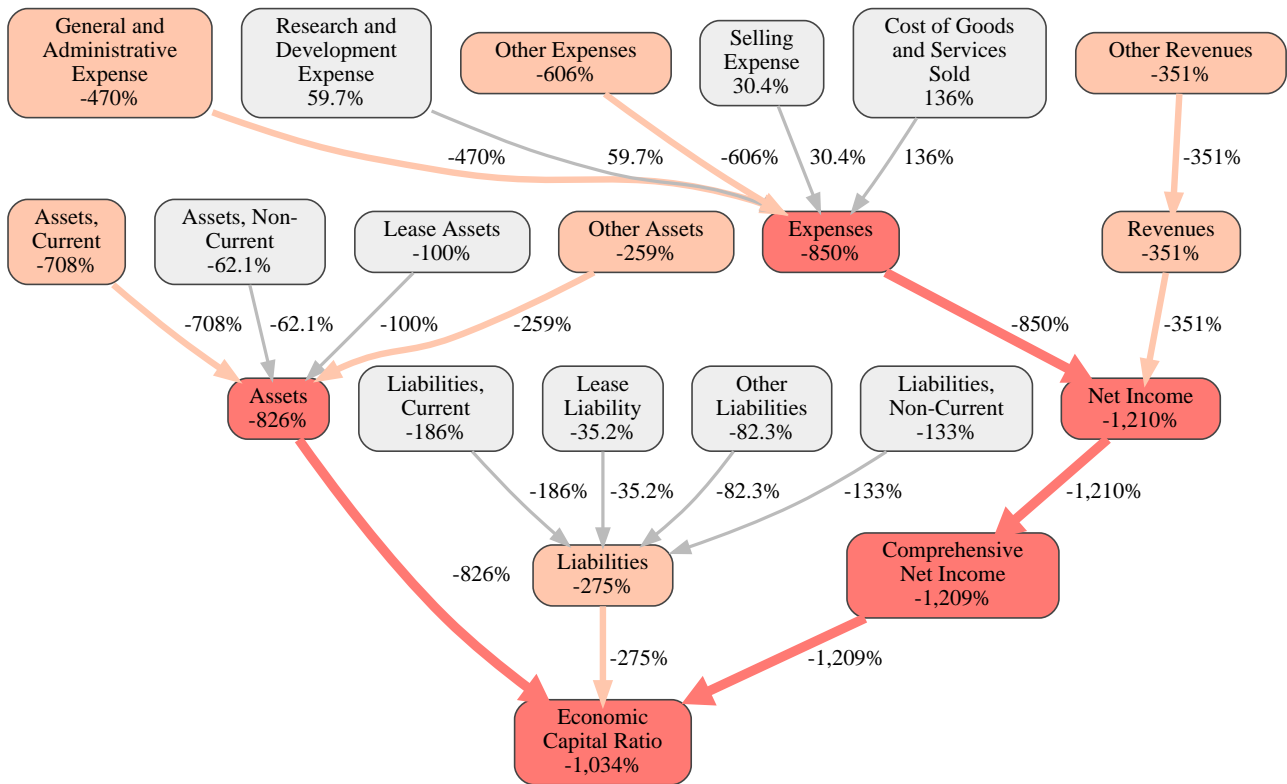 General and
Administrative
Expense
-470%
Research and
Development
Expense
59.7%
Other Expenses
-606%
Selling
Expense
30.4%
Cost of Goods
and Services
Sold
136%
Other Revenues
-351%
-470%
59.7%
-606%
30.4%
136%
-351%
Assets,
Current
-708%
Assets, Non-
Current
-62.1%
Lease Assets
-100%
Other Assets
-259%
Expenses
-850%
Revenues
-351%
-708%
-62.1%
-100%
-259%
-850%
-351%
Assets
-826%
Liabilities,
Current
-186%
Lease
Liability
-35.2%
Other
Liabilities
-82.3%
Liabilities,
Non-Current
-133%
Net Income
-1,210%
-186%
-35.2%
-82.3%
-133%
-1,210%
-826%
Liabilities
-275%
Comprehensive
Net Income
-1,209%
-275%
-1,209%
Economic
Capital Ratio
-1,034%